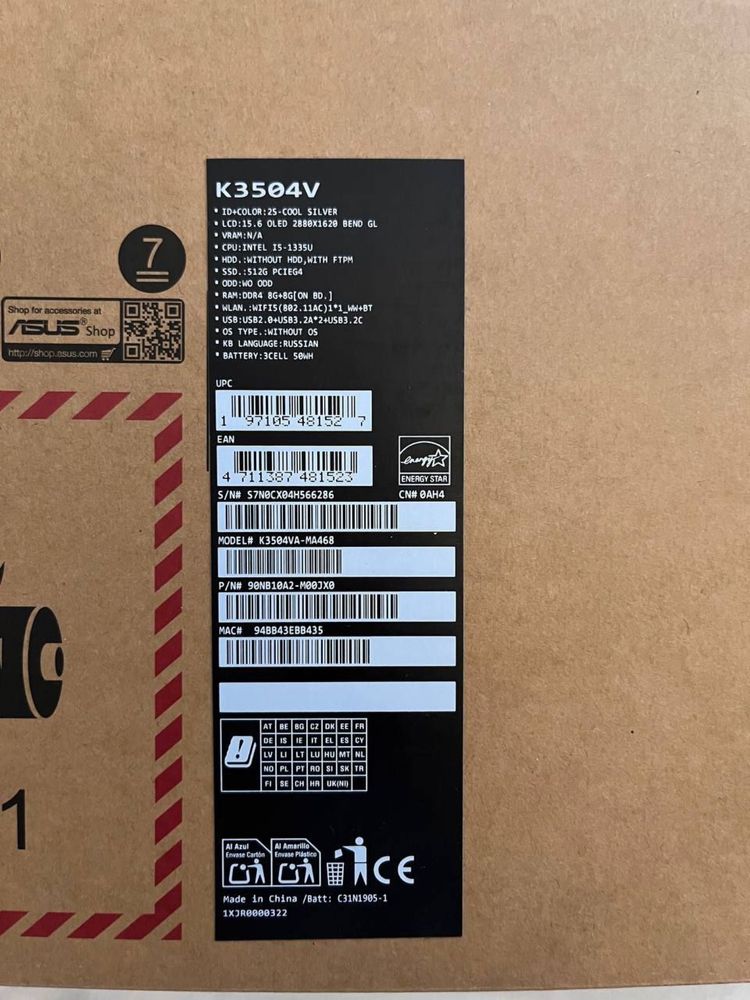 K3504V
• ID+COLOR:2S-COOL SILVER
• LCD:15.6 OLED 2880X1620 BEND GL
• VRAM:N/A
• CPU:INTEL I5-1335U
• HDD.:WITHOUT HDD,WITH FTPM
• SSD.:512G PCIEG4
• ODD:WO ODD
• RAM:DDR4 8G+8G[ON BD.]
• WLAN.:WIFI5(802.11AC)1*1_WW+BT
• USB:USB2.0+USB3.2A*2+USB3.2C
• OS TYPE.:WITHOUT OS
• KB LANGUAGE:RUSSIAN
• BATTERY:3CELL 50WH
7
Shop for accessories at
ASUS® Shop
http://shop.asus.com
UPC
1 97105 48152 7
EAN
4 711387 481523
energy
ENERGY STAR
S/N# S7N0CX04H566286 CN# 0AH4
MODEL# K3504VA-MA468
P/N# 90NB10A2-M00JX0
MAC# 94BB43EBB435
AT BE BG CZ DK EE FR
DE IS IE IT EL ES CY
LV LI LT LU HU MT NL
NO PL PT RO SI SK TR
FI SE CH HR UK(NI)
1
Al Azul
Envase Cartón
Al Amarillo
Envase Plástico
CE
Made in China /Batt: C31N1905-1
1XJR0000322